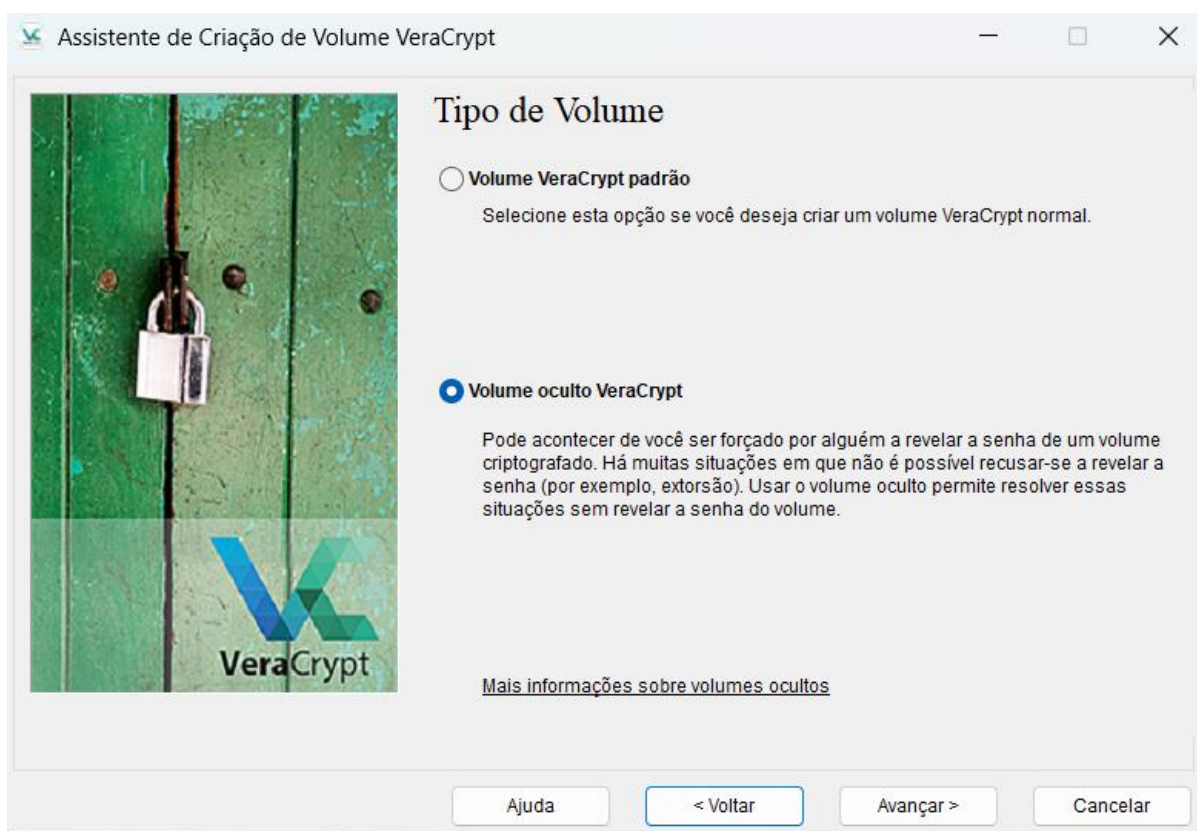 Assistente de Criação de Volume VeraCrypt
Tipo de Volume
Volume VeraCrypt padrão
Selecione esta opção se você deseja criar um volume VeraCrypt normal.
Volume oculto VeraCrypt
Pode acontecer de você ser forçado por alguém a revelar a senha de um volume
criptografado. Há muitas situações em que não é possível recusar-se a revelar a
senha (por exemplo, extorsão). Usar o volume oculto permite resolver essas
situações sem revelar a senha do volume.
VeraCrypt
Mais informações sobre volumes ocultos
Ajuda
< Voltar
Avançar >
Cancelar